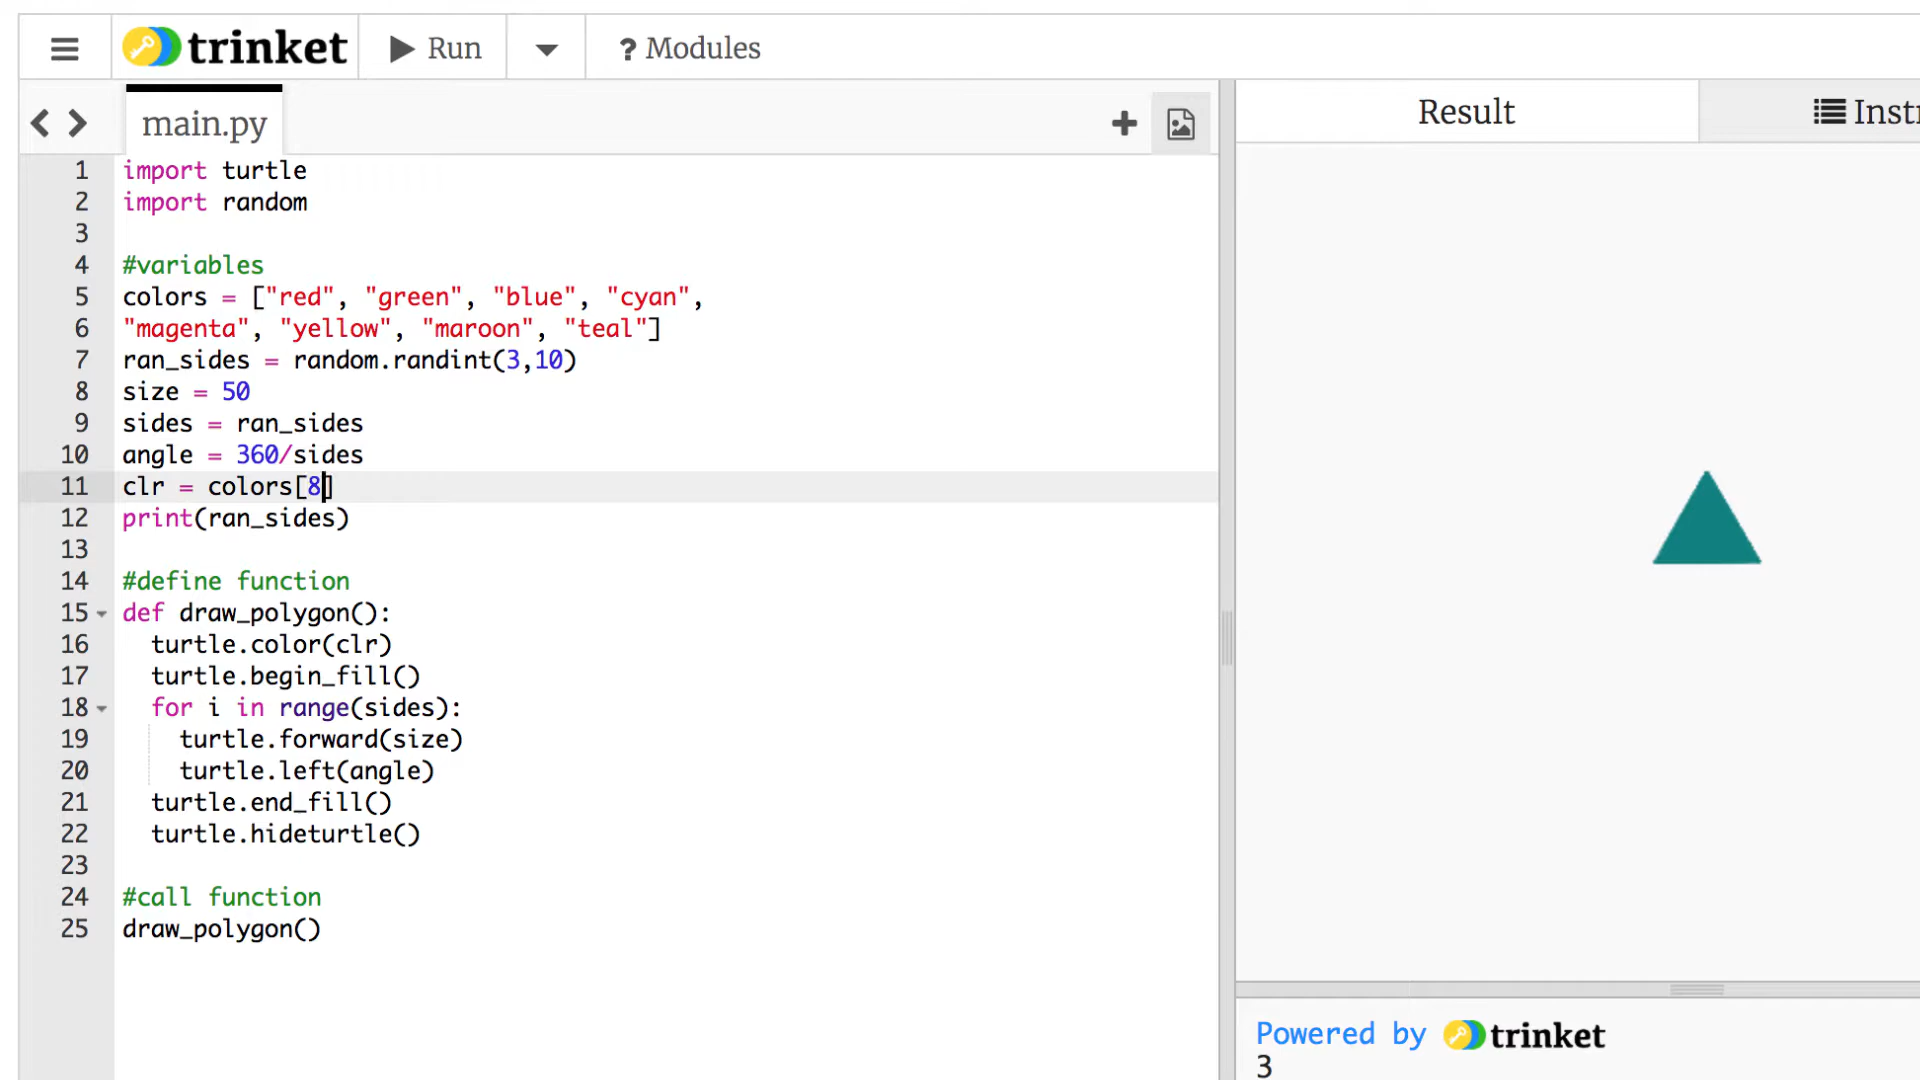 trinket Run ? Modules
main.py
Result Instr
1 import turtle
2 import random
3
4 #variables
5 colors = ["red", "green", "blue", "cyan",
6 "magenta", "yellow", "maroon", "teal"]
7 ran_sides = random.randint(3,10)
8 size = 50
9 sides = ran_sides
10 angle = 360/sides
11 clr = colors[8]
12 print(ran_sides)
13
14 #define function
15 def draw_polygon():
16   turtle.color(clr)
17   turtle.begin_fill()
18   for i in range(sides):
19     turtle.forward(size)
20     turtle.left(angle)
21   turtle.end_fill()
22   turtle.hideturtle()
23
24 #call function
25 draw_polygon()
Powered by trinket
3